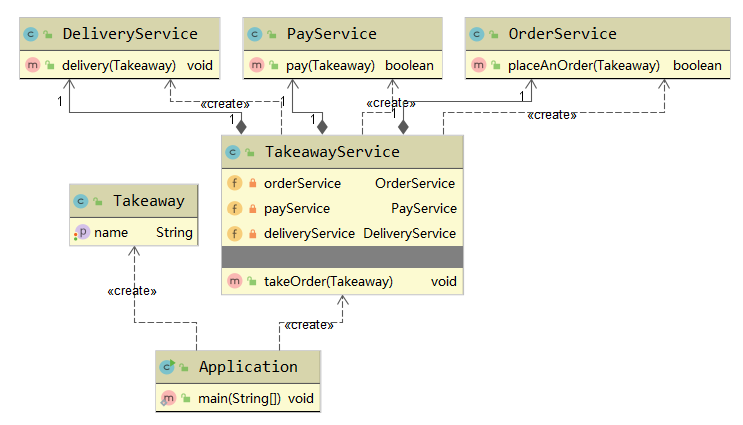 DeliveryService
delivery(Takeaway) void
PayService
pay(Takeaway) boolean
OrderService
placeAnOrder(Takeaway) boolean
1
«create»
1
1
«create»
1
1
1
«create»
TakeawayService
orderService OrderService
payService PayService
deliveryService DeliveryService
takeOrder(Takeaway) void
Takeaway
name String
«create»
«create»
Application
main(String[]) void